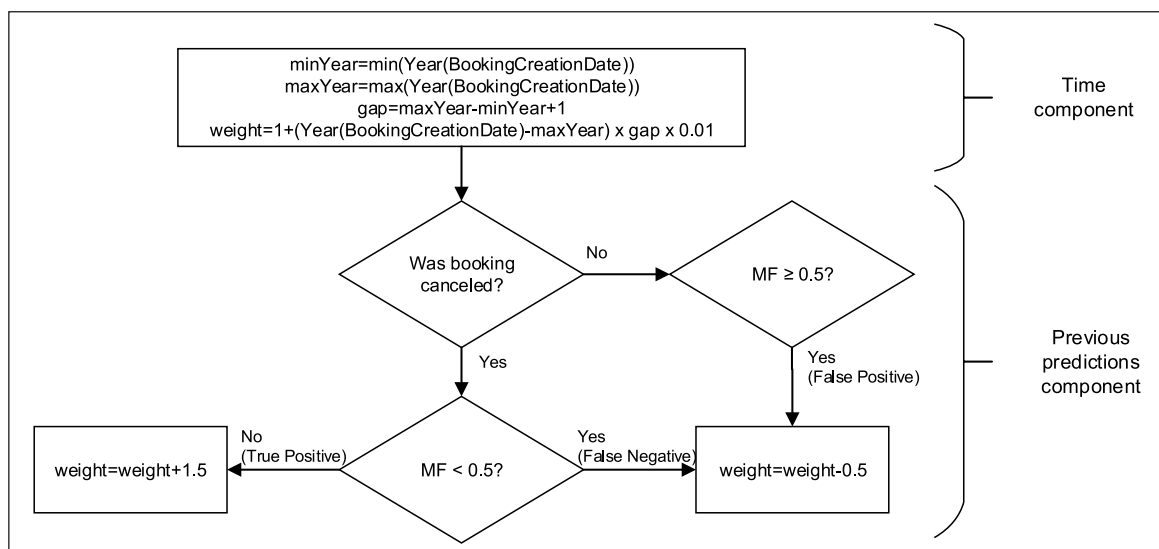 minYear=min(Year(BookingCreationDate))
maxYear=max(Year(BookingCreationDate))
gap=maxYear-minYear+1
weight=1+(Year(BookingCreationDate)-maxYear) x gap x 0.01
Time
component
Was booking
canceled?
No
MF ≥ 0.5?
Yes
Yes
(False Positive)
Previous
predictions
component
weight=weight+1.5
No
(True Positive)
MF < 0.5?
Yes
(False Negative)
weight=weight-0.5